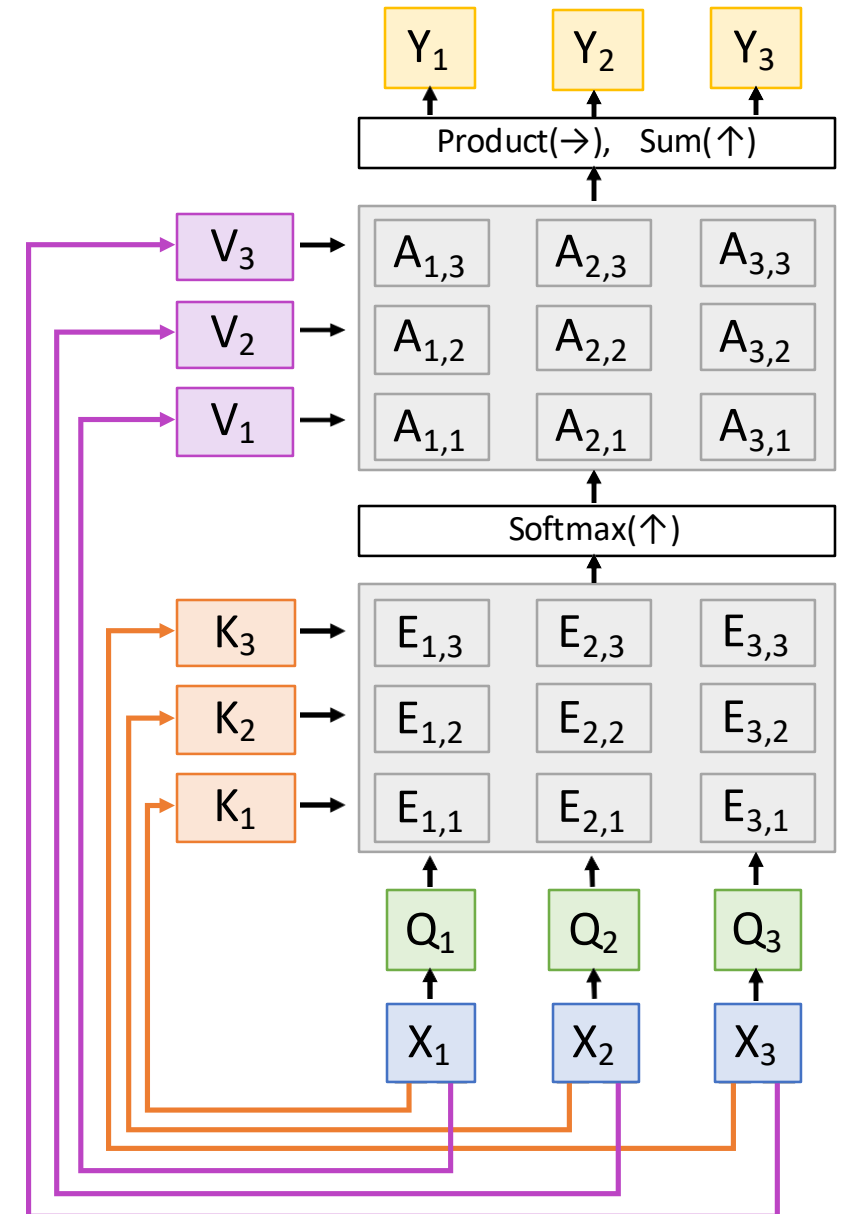 Y₁ Y₂ Y₃
Product(→), Sum(↑)
V₃ A₁,₃ A₂,₃ A₃,₃
V₂ A₁,₂ A₂,₂ A₃,₂
V₁ A₁,₁ A₂,₁ A₃,₁
Softmax(↑)
K₃ E₁,₃ E₂,₃ E₃,₃
K₂ E₁,₂ E₂,₂ E₃,₂
K₁ E₁,₁ E₂,₁ E₃,₁
Q₁ Q₂ Q₃
X₁ X₂ X₃